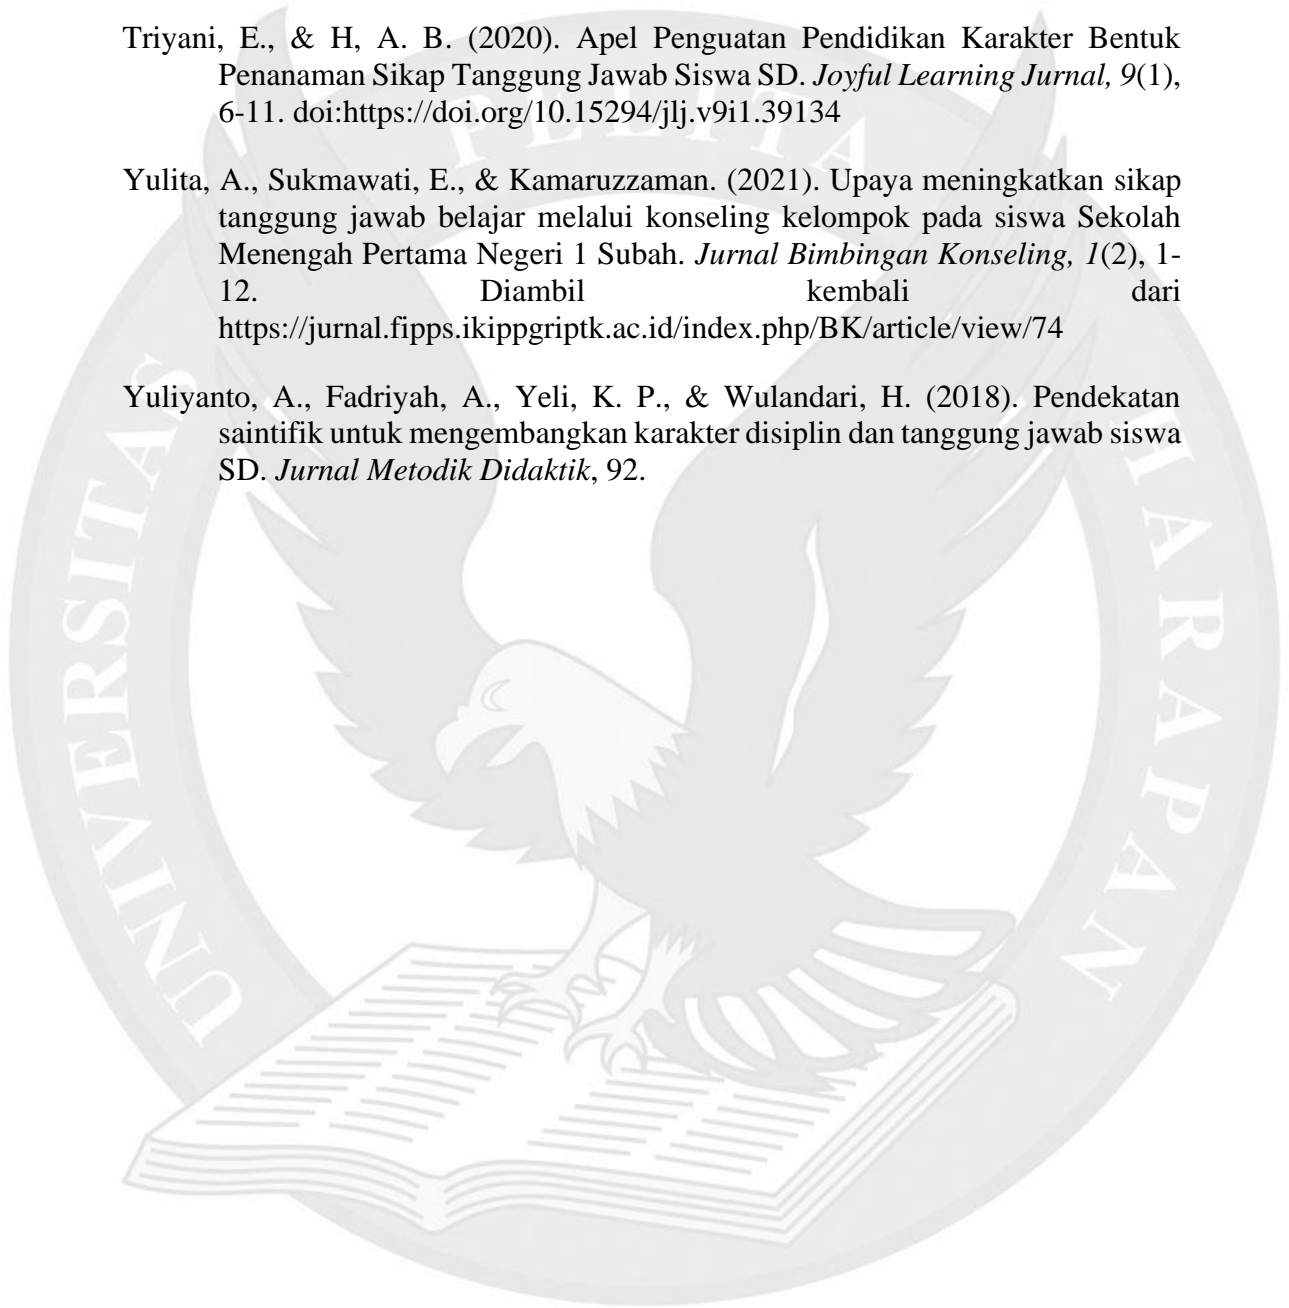 Triyani, E., & H, A. B. (2020). Apel Penguatan Pendidikan Karakter Bentuk
Penanaman Sikap Tanggung Jawab Siswa SD. Joyful Learning Jurnal, 9(1),
6-11. doi:https://doi.org/10.15294/jlj.v9i1.39134
Yulita, A., Sukmawati, E., & Kamaruzzaman. (2021). Upaya meningkatkan sikap
tanggung jawab belajar melalui konseling kelompok pada siswa Sekolah
Menengah Pertama Negeri 1 Subah. Jurnal Bimbingan Konseling, 1(2), 1-
12. Diambil kembali dari
https://jurnal.fipps.ikippgriptk.ac.id/index.php/BK/article/view/74
Yuliyanto, A., Fadriyah, A., Yeli, K. P., & Wulandari, H. (2018). Pendekatan
saintifik untuk mengembangkan karakter disiplin dan tanggung jawab siswa
SD. Jurnal Metodik Didaktik, 92.
UNIVERSITAS PELITA HARAPAN